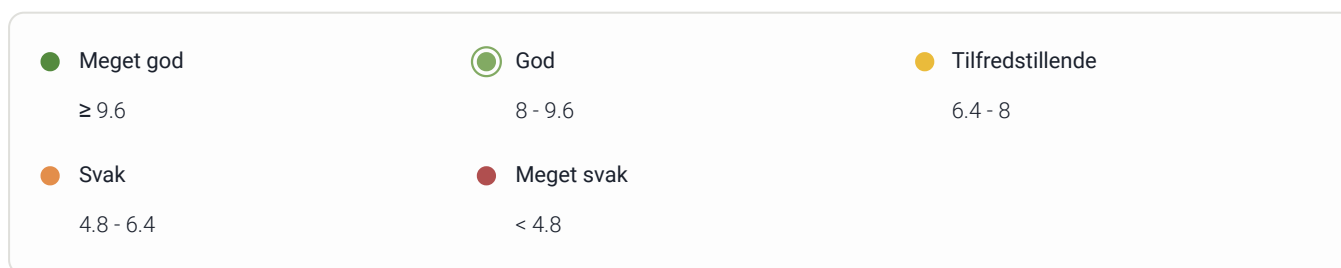 Meget god
God
Tilfredstillende
≥ 9.6
8 - 9.6
6.4 - 8
Svak
Meget svak
4.8 - 6.4
< 4.8